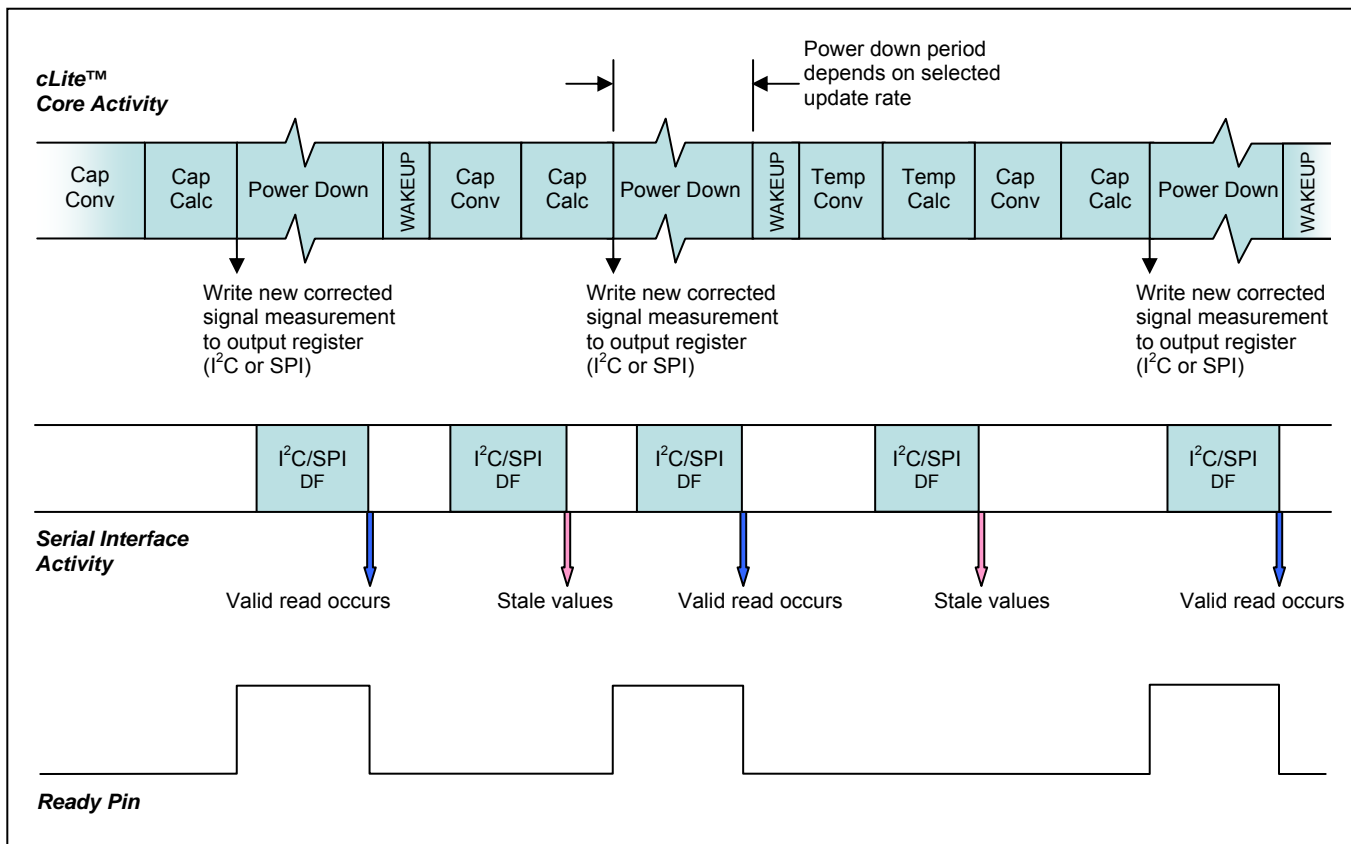 cLite™
Core Activity
Power down period
depends on selected
update rate
Cap
Conv
Cap
Calc
Power Down
WAKEUP
Cap
Conv
Cap
Calc
Power Down
WAKEUP
Temp
Conv
Temp
Calc
Cap
Conv
Cap
Calc
Power Down
WAKEUP
Write new corrected
signal measurement
to output register
(I²C or SPI)
Write new corrected
signal measurement
to output register
(I²C or SPI)
Write new corrected
signal measurement
to output register
(I²C or SPI)
I²C/SPI
DF
I²C/SPI
DF
I²C/SPI
DF
I²C/SPI
DF
I²C/SPI
DF
Serial Interface
Activity
Valid read occurs
Stale values
Valid read occurs
Stale values
Valid read occurs
Ready Pin